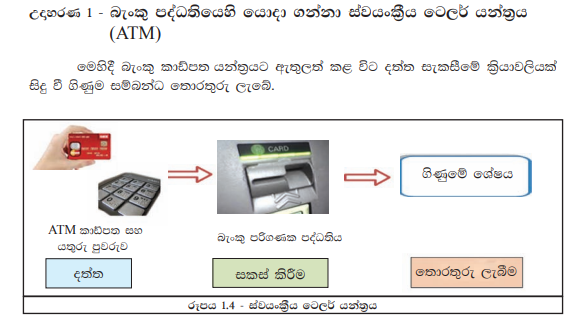 උදාහරණ 1 - බැංකු පද්ධතියෙහි යොදා ගන්නා ස්වයංක්‍රීය ටෙලර් යන්ත්‍රය
(ATM)
මෙහිදී බැංකු කාඩ්පත යන්ත්‍රයට ඇතුලත් කළ විට දත්ත සැකසීමේ ක්‍රියාවලියක්
සිදු වී ගිණුම සම්බන්ධ තොරතුරු ලැබේ.
CARD
ගිණුමේ ශේෂය
ATM කාඩ්පත සහ
යතුරු පුවරුව
බැංකු පරිගණක පද්ධතිය
දත්ත
සකස් කිරීම
තොරතුරු ලැබීම
රූපය 1.4 - ස්වයංක්‍රීය ටෙලර් යන්ත්‍රය